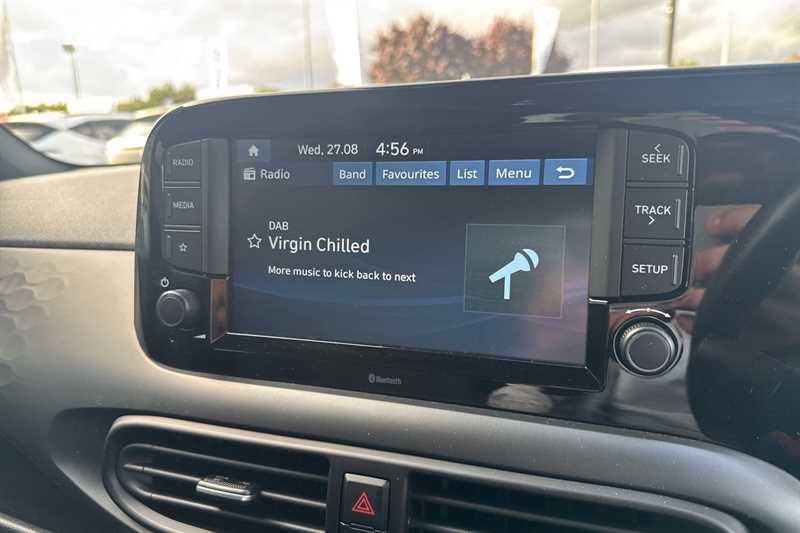 RADIO
MEDIA
Wed, 27.08 4:56 PM
Radio Band Favourites List Menu
DAB
Virgin Chilled
More music to kick back to next
SEEK
TRACK
SETUP
Bluetooth